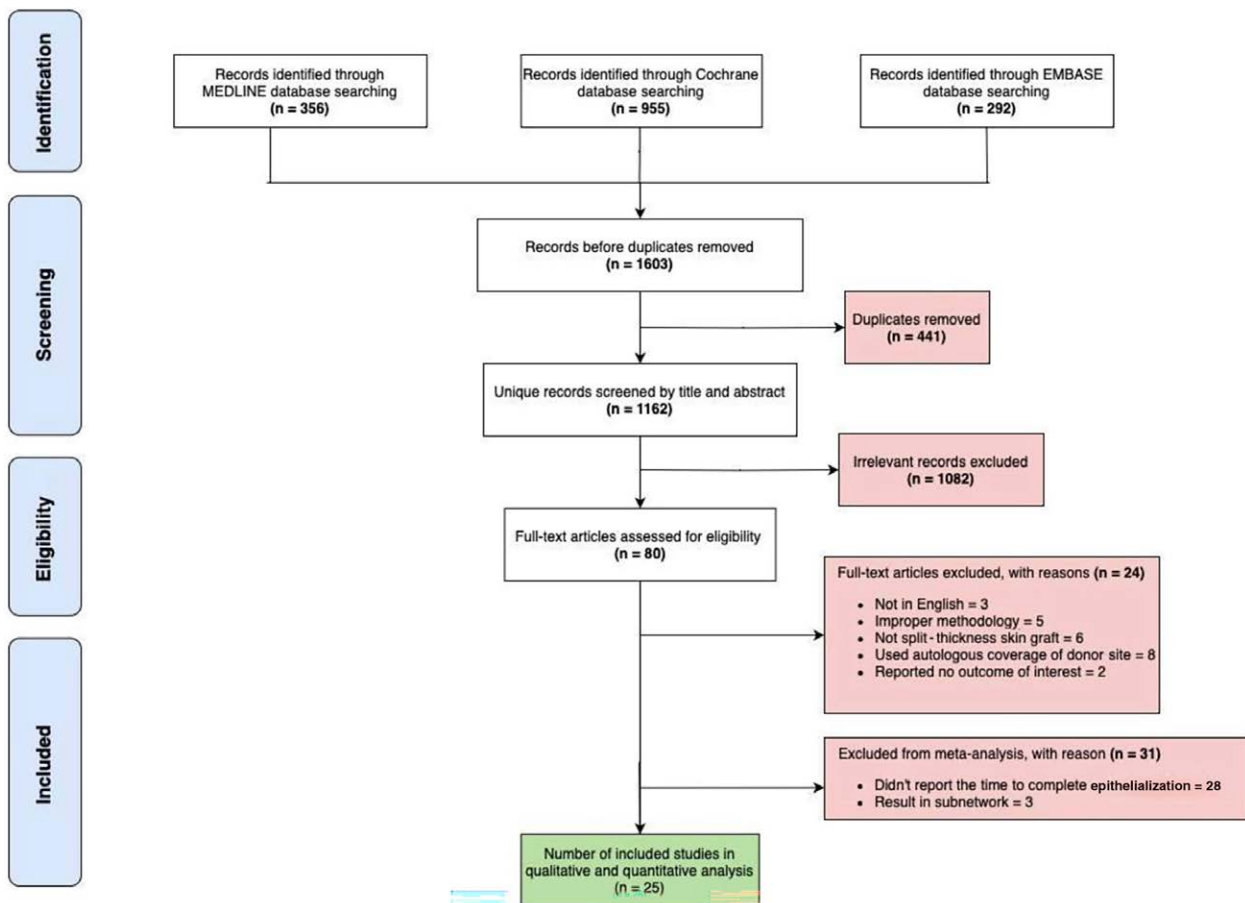 Identification
Records identified through
MEDLINE database searching
(n = 356)
Records identified through Cochrane
database searching
(n = 955)
Records identified through EMBASE
database searching
(n = 292)
Screening
Records before duplicates removed
(n = 1603)
Duplicates removed
(n = 441)
Unique records screened by title and abstract
(n = 1162)
Irrelevant records excluded
(n = 1082)
Eligibility
Full-text articles assessed for eligibility
(n = 80)
Full-text articles excluded, with reasons (n = 24)
• Not in English = 3
• Improper methodology = 5
• Not split-thickness skin graft = 6
• Used autologous coverage of donor site = 8
• Reported no outcome of interest = 2
Included
Excluded from meta-analysis, with reason (n = 31)
• Didn't report the time to complete epithelialization = 28
• Result in subnetwork = 3
Number of included studies in
qualitative and quantitative analysis
(n = 25)